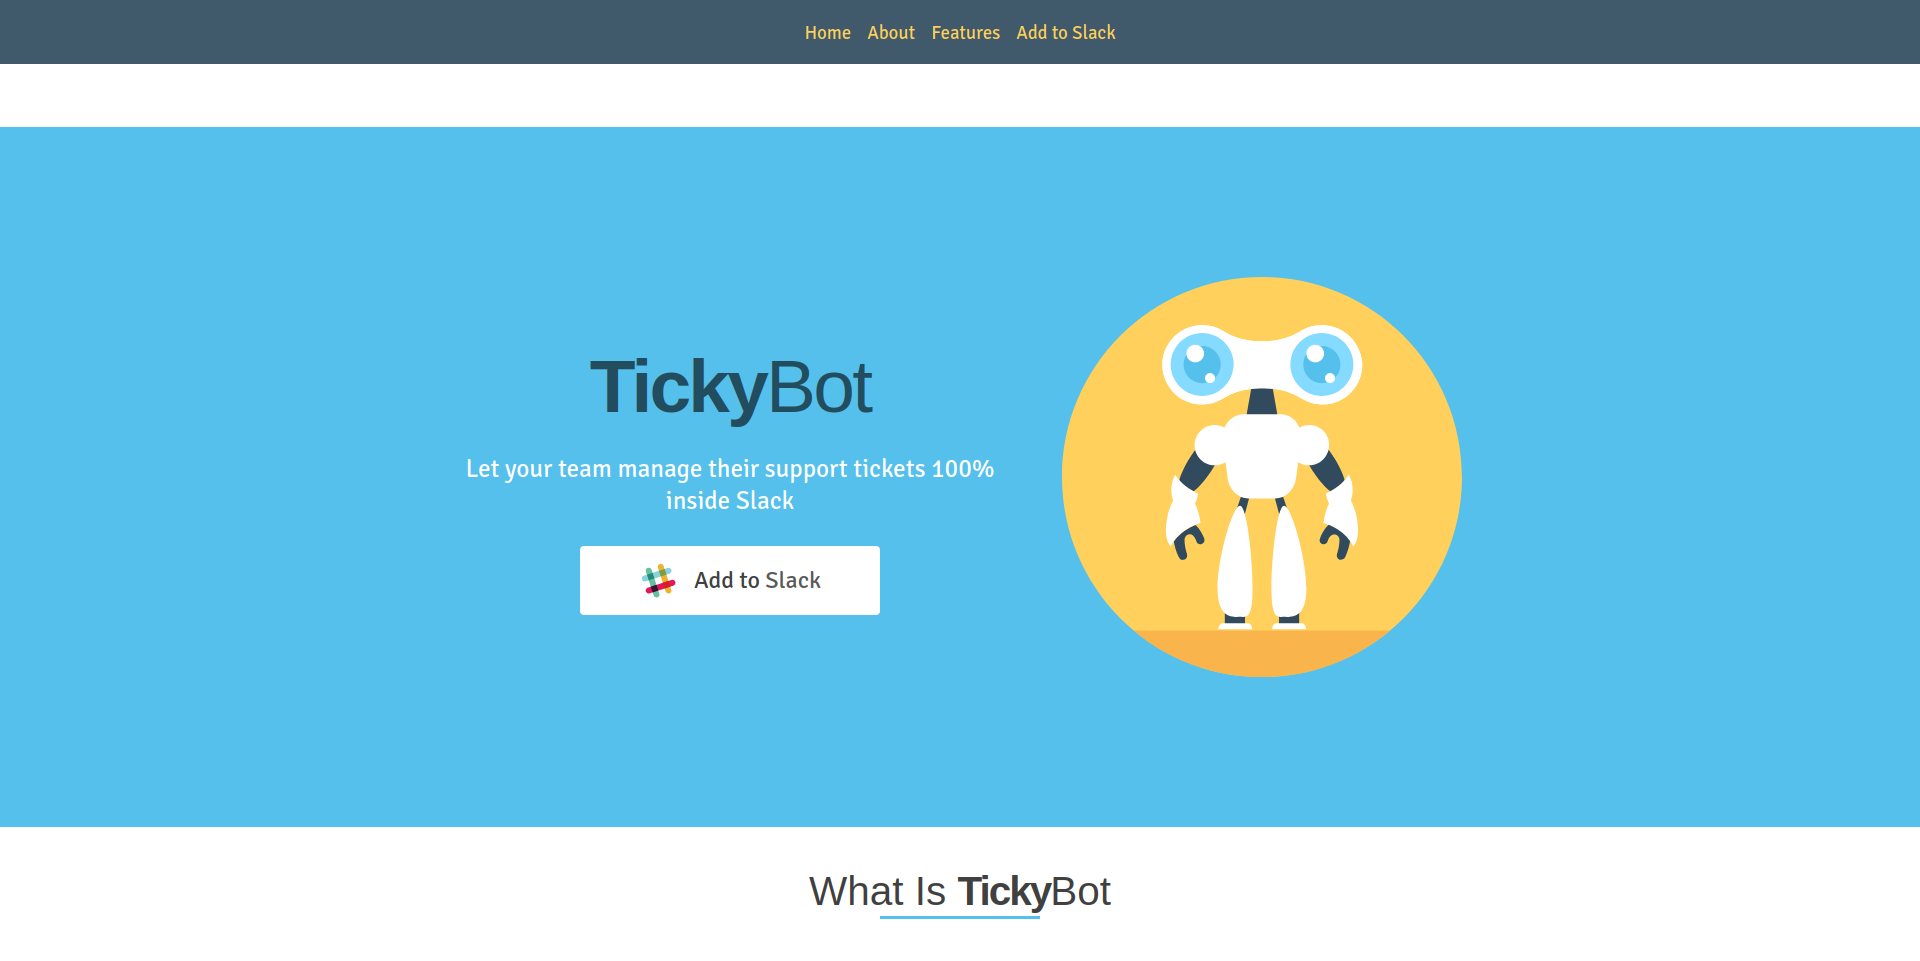 Home About Features Add to Slack
TickyBot
Let your team manage their support tickets 100%
inside Slack
Add to Slack
What Is TickyBot